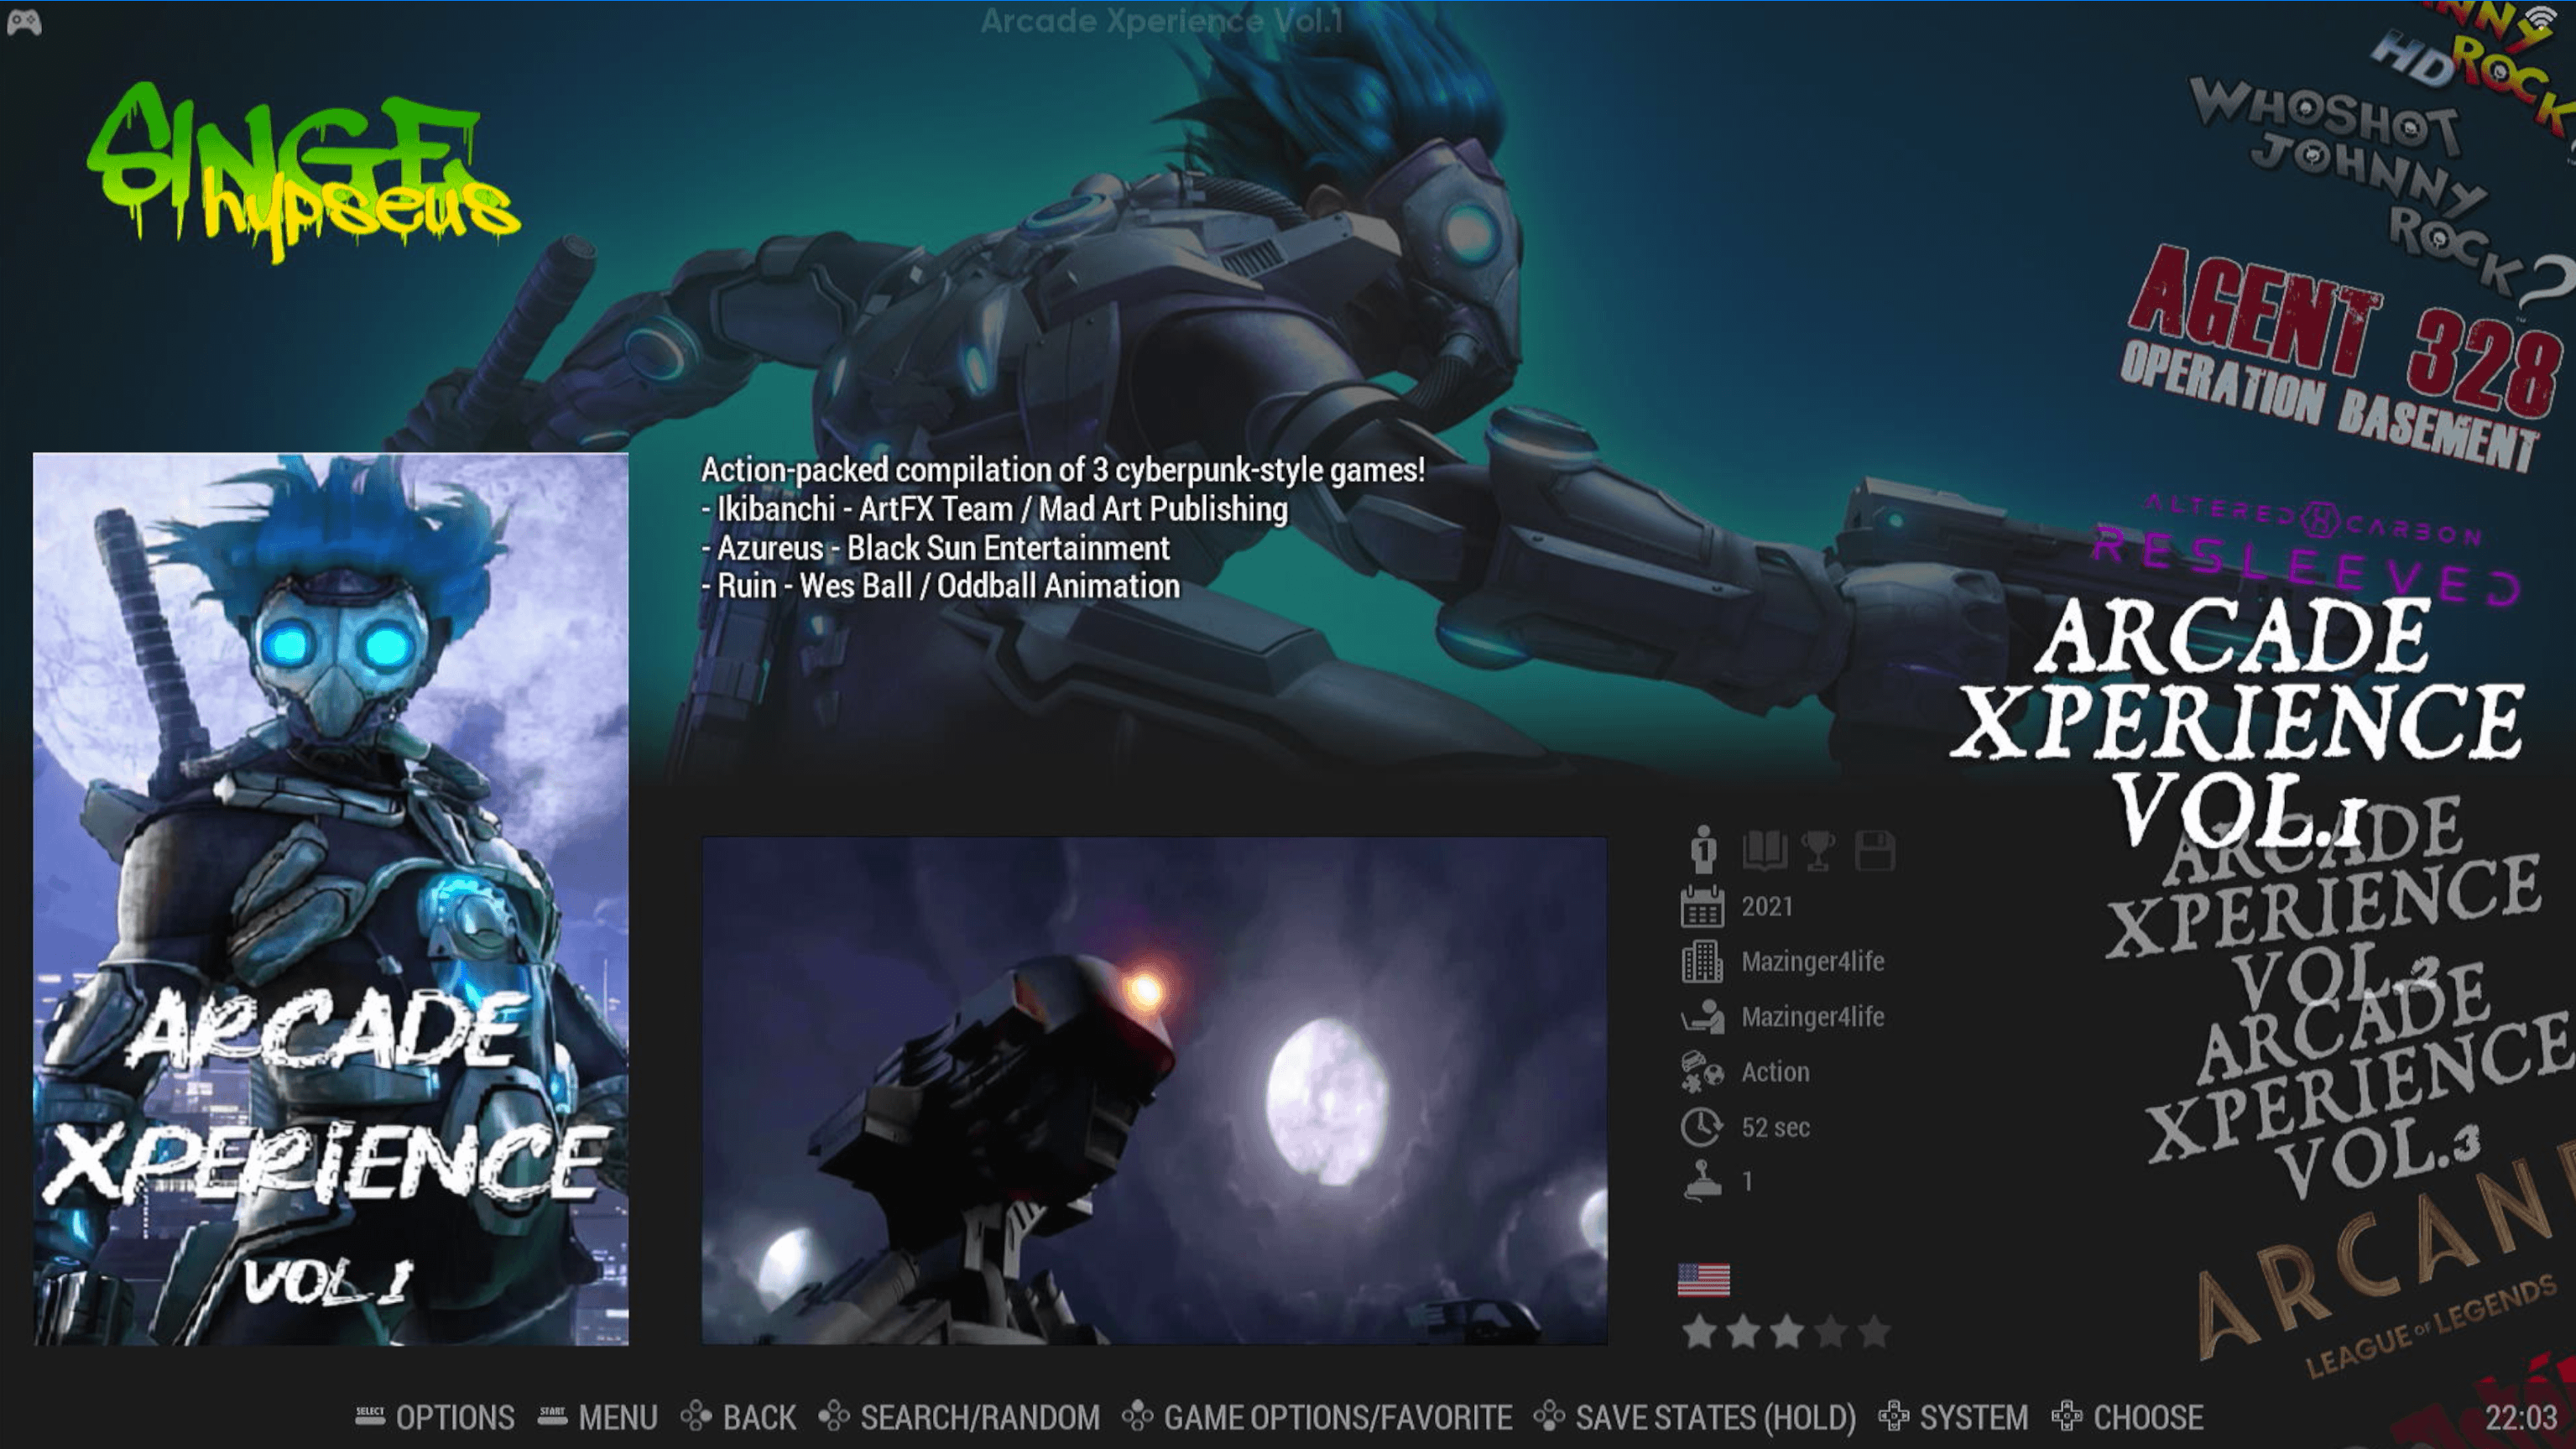 Arcade Xperience Vol.1
SINGE
hypseus
NNY
ROCK
HD
WHO SHOT
JOHNNY
ROCK?
AGENT 328
OPERATION BASEMENT
ALTERED CARBON
RESLEEVED
Action-packed compilation of 3 cyberpunk-style games!
- Ikibanchi - ArtFX Team / Mad Art Publishing
- Azureus - Black Sun Entertainment
- Ruin - Wes Ball / Oddball Animation
ARCADE
XPERIENCE
VOL.1
ARCADE
XPERIENCE
VOL.2
ARCADE
XPERIENCE
VOL.3
ARCANE
LEAGUE OF LEGENDS
ARCADE
XPERIENCE
VOL 1
1
2021
Mazinger4life
Mazinger4life
Action
52 sec
1
SELECT OPTIONS START MENU BACK SEARCH/RANDOM GAME OPTIONS/FAVORITE SAVE STATES (HOLD) SYSTEM CHOOSE 22:03